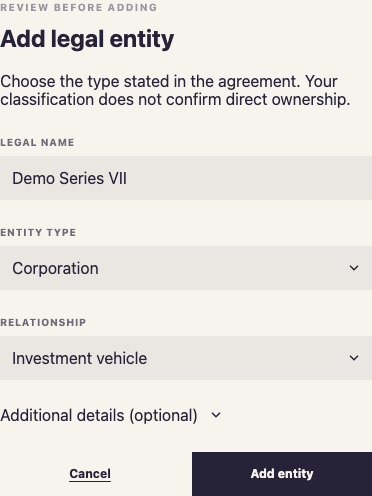 REVIEW BEFORE ADDING
Add legal entity
Choose the type stated in the agreement. Your
classification does not confirm direct ownership.
LEGAL NAME
Demo Series VII
ENTITY TYPE
Corporation
RELATIONSHIP
Investment vehicle
Additional details (optional)
Cancel
Add entity